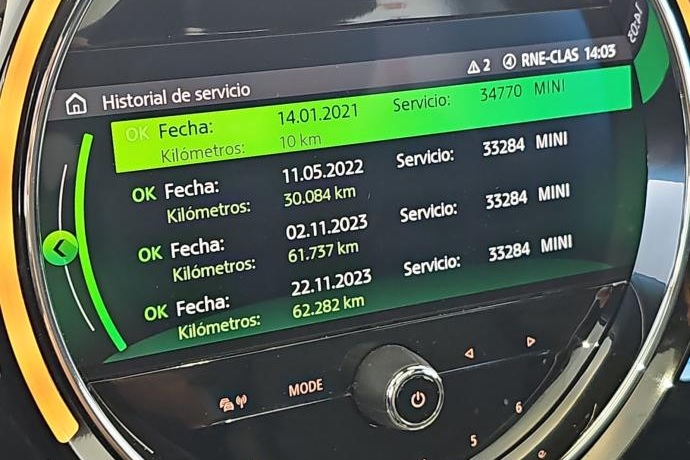 2 4 RNE-CLAS 14:03
Historial de servicio
OK Fecha: 14.01.2021 Servicio: 34770 MINI
Kilómetros: 10 km
OK Fecha: 11.05.2022 Servicio: 33284 MINI
Kilómetros: 30.084 km
OK Fecha: 02.11.2023 Servicio: 33284 MINI
Kilómetros: 61.737 km
OK Fecha: 22.11.2023 Servicio: 33284 MINI
Kilómetros: 62.282 km
MODE
5 6